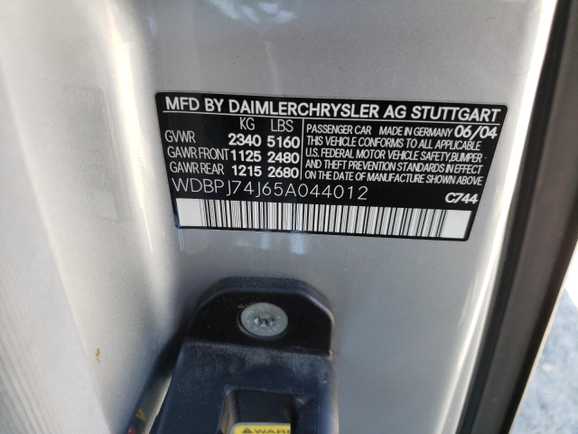 MFD BY DAIMLERCHRYSLER AG STUTTGART
KG LBS
GVWR 2340 5160
GAWR FRONT 1125 2480
GAWR REAR 1215 2680
PASSENGER CAR MADE IN GERMANY 06/04
THIS VEHICLE CONFORMS TO ALL APPLICABLE
U.S. FEDERAL MOTOR VEHICLE SAFETY, BUMPER
AND THEFT PREVENTION STANDARDS IN EFFECT
ON THE DATE OF MANUFACTURE SHOWN ABOVE.
WDBPJ74J65A044012
C744